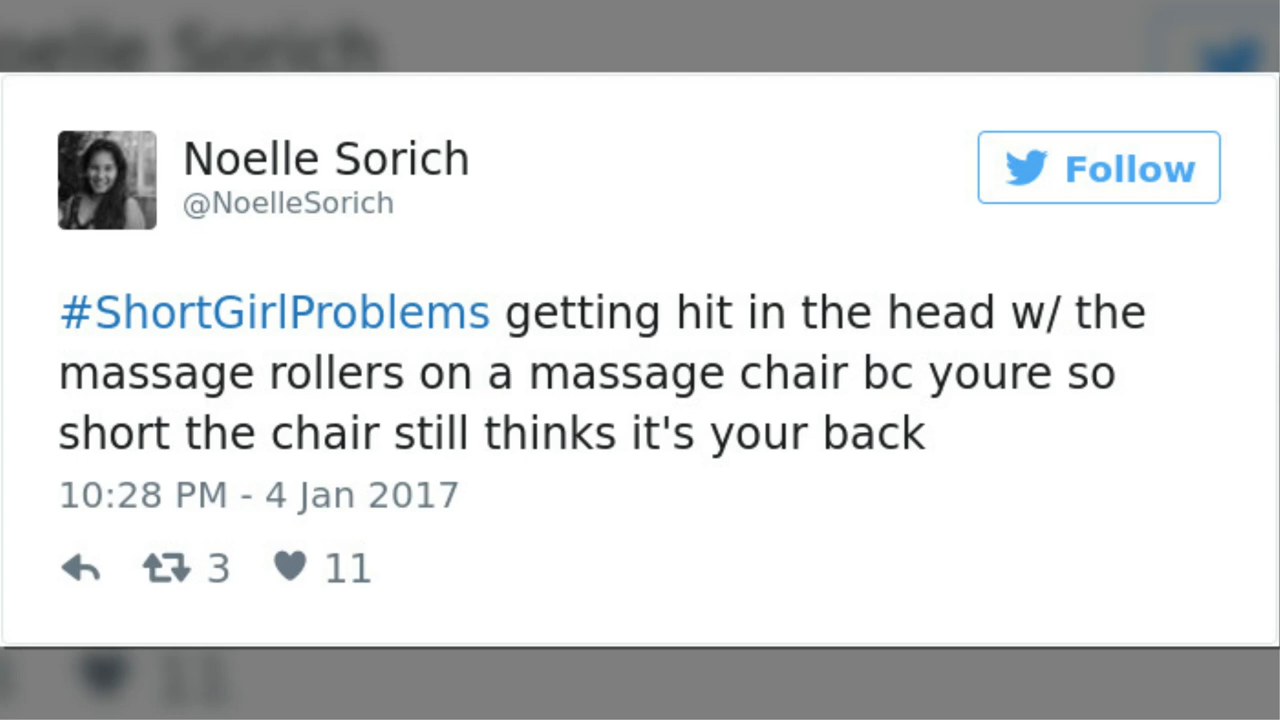 Noelle Sorich
@NoelleSorich
Follow
#ShortGirlProblems getting hit in the head w/ the
massage rollers on a massage chair bc youre so
short the chair still thinks it's your back
10:28 PM - 4 Jan 2017
3 11